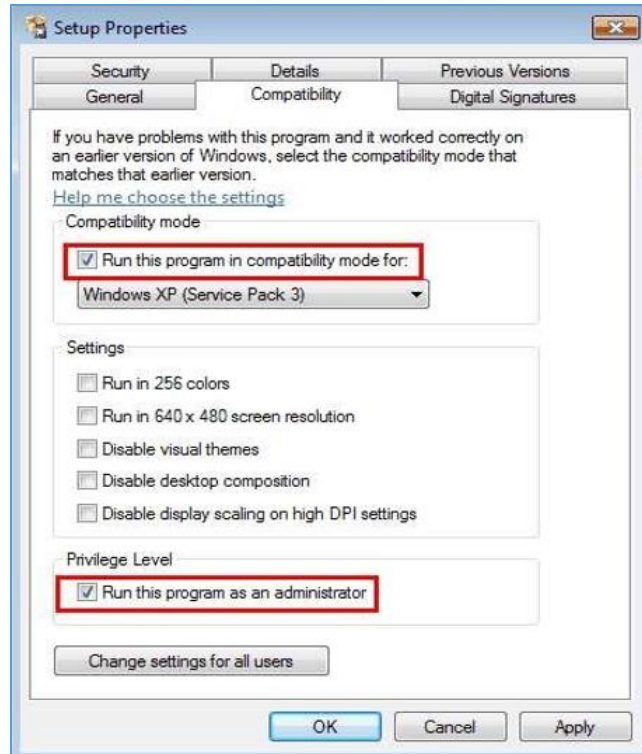 Setup Properties
Security Details Previous Versions
General Compatibility Digital Signatures
If you have problems with this program and it worked correctly on
an earlier version of Windows, select the compatibility mode that
matches that earlier version.
Help me choose the settings
Compatibility mode
Run this program in compatibility mode for:
Windows XP (Service Pack 3)
Settings
Run in 256 colors
Run in 640 x 480 screen resolution
Disable visual themes
Disable desktop composition
Disable display scaling on high DPI settings
Privilege Level
Run this program as an administrator
Change settings for all users
OK Cancel Apply